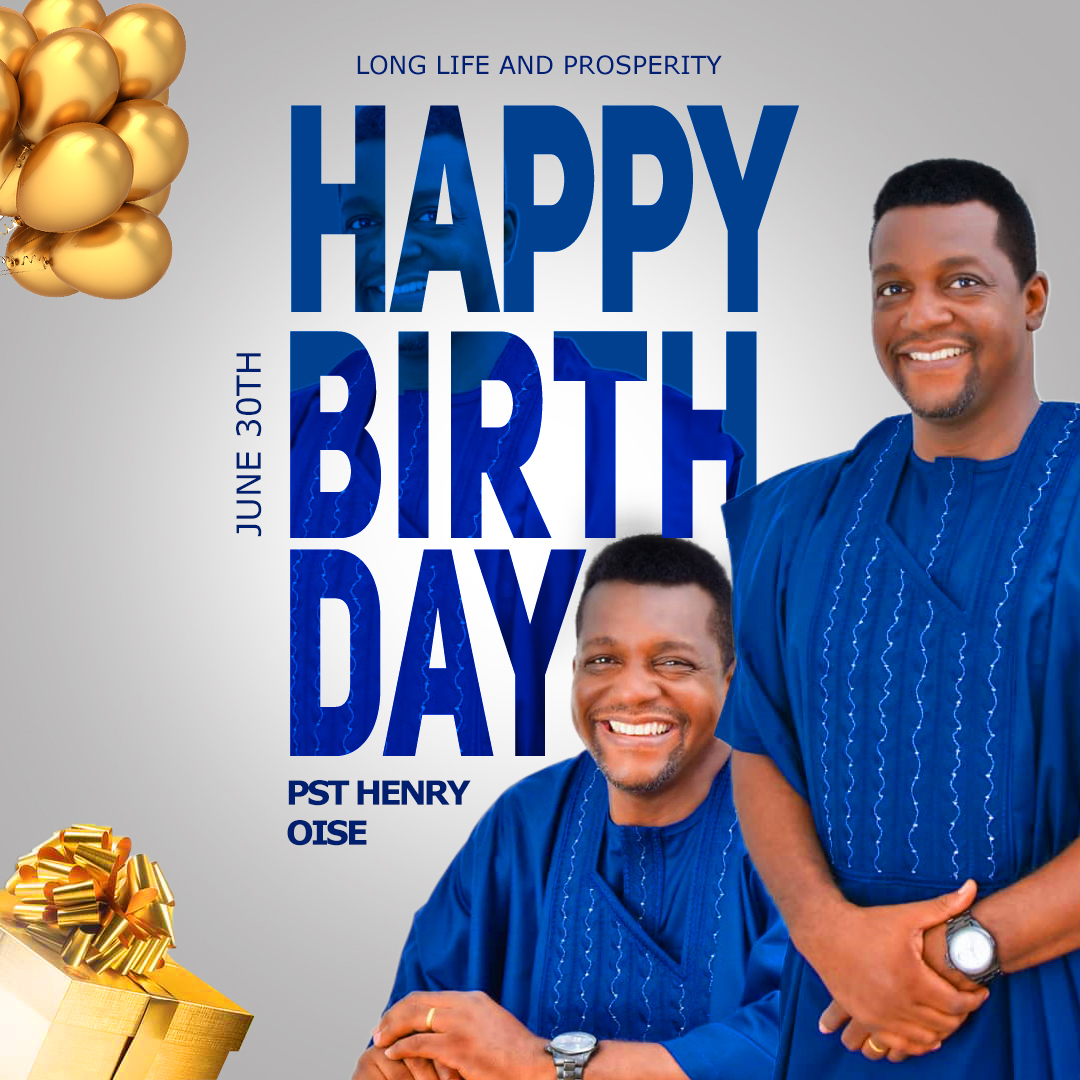 LONG LIFE AND PROSPERITY
HAPPY
BIRTH
DAY
JUNE 30TH
PST HENRY
OISE